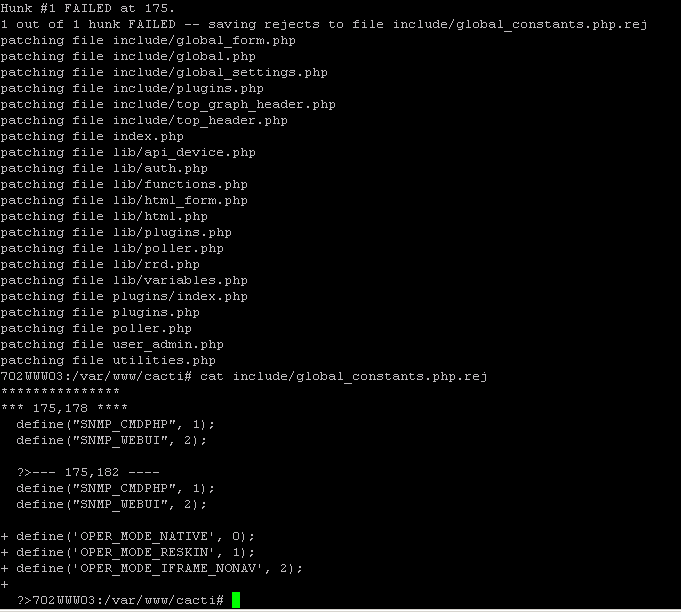 Hunk #1 FAILED at 175.
1 out of 1 hunk FAILED -- saving rejects to file include/global_constants.php.rej
patching file include/global_form.php
patching file include/global.php
patching file include/global_settings.php
patching file include/plugins.php
patching file include/top_graph_header.php
patching file include/top_header.php
patching file index.php
patching file lib/api_device.php
patching file lib/auth.php
patching file lib/functions.php
patching file lib/html_form.php
patching file lib/html.php
patching file lib/plugins.php
patching file lib/poller.php
patching file lib/rrd.php
patching file lib/variables.php
patching file plugins/index.php
patching file plugins.php
patching file poller.php
patching file user_admin.php
patching file utilities.php
702WWW03:/var/www/cacti# cat include/global_constants.php.rej
***************
*** 175,178 ****
  define("SNMP_CMDPHP", 1);
  define("SNMP_WEBUI", 2);

  ?>--- 175,182 ----
  define("SNMP_CMDPHP", 1);
  define("SNMP_WEBUI", 2);

+ define('OPER_MODE_NATIVE', 0);
+ define('OPER_MODE_RESKIN', 1);
+ define('OPER_MODE_IFRAME_NONAV', 2);
+
  ?>702WWW03:/var/www/cacti#